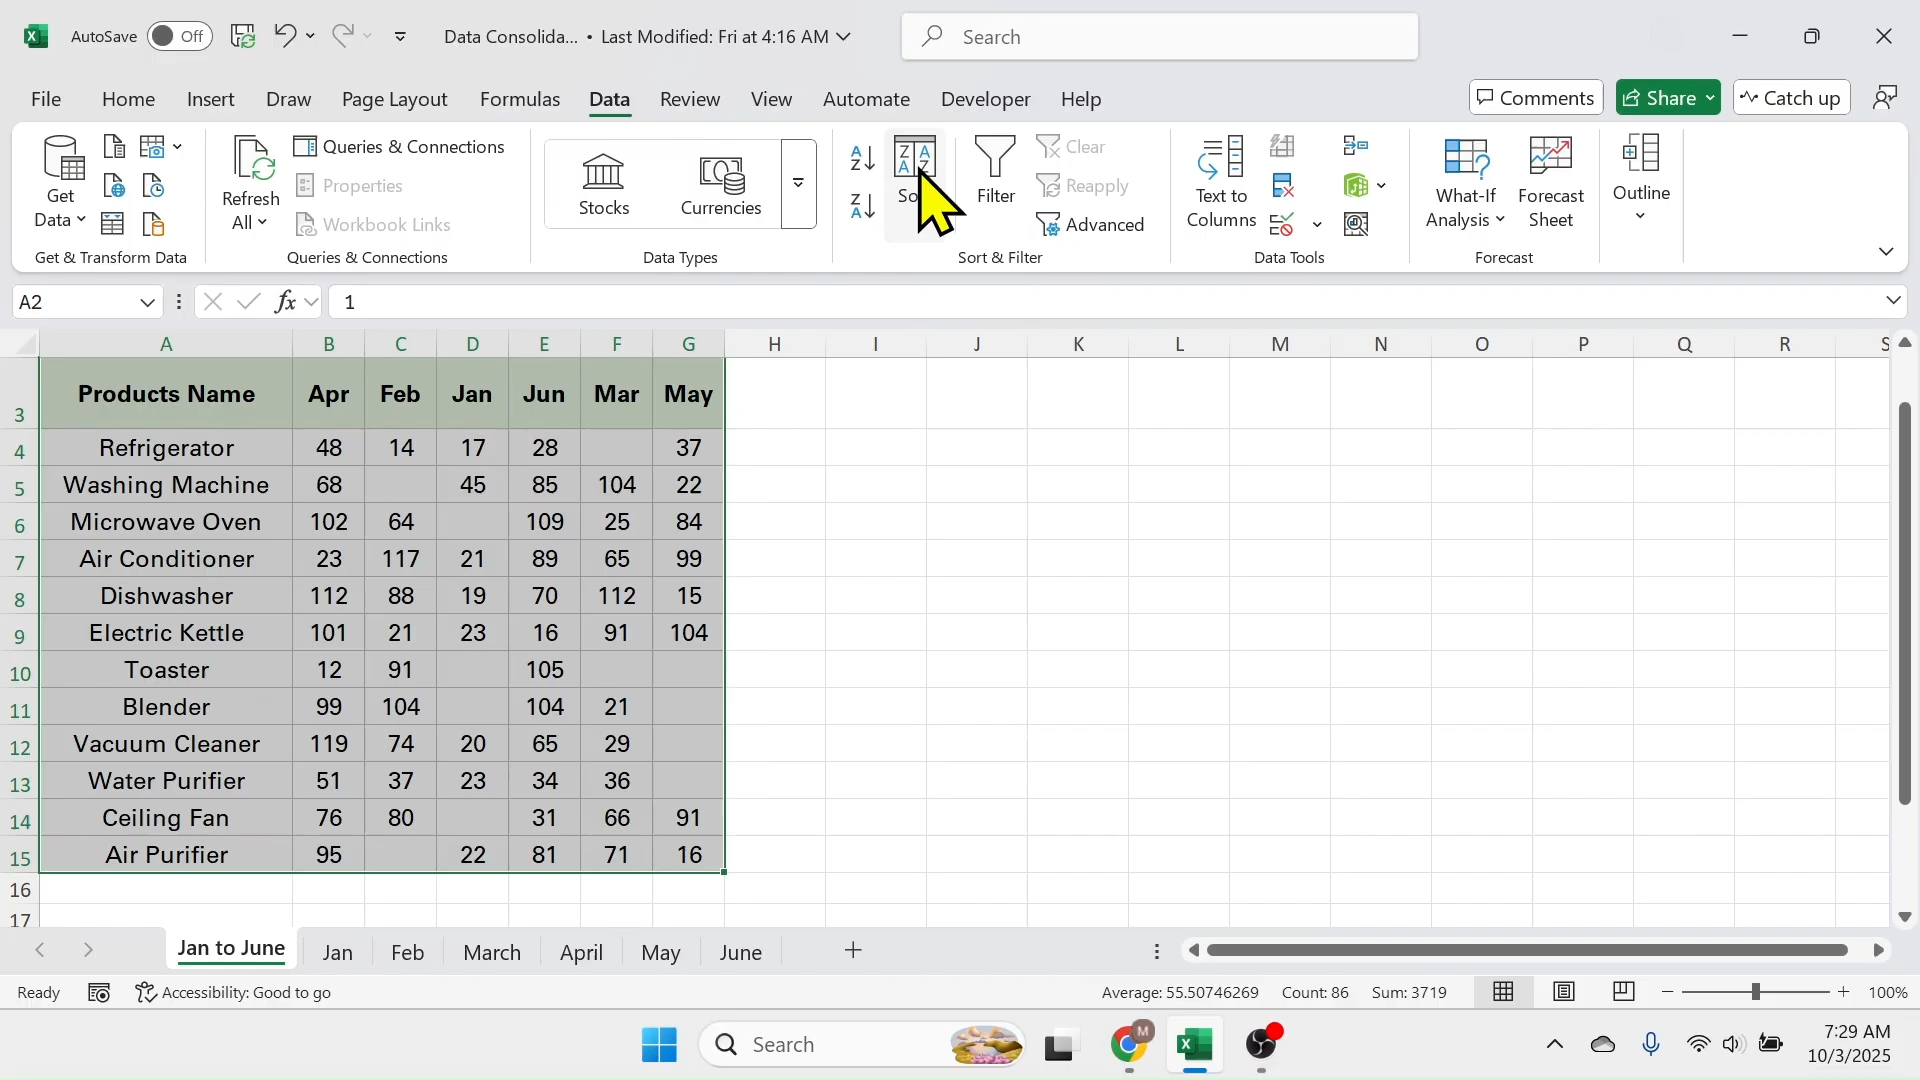 AutoSave Off Data Consolida... • Last Modified: Fri at 4:16 AM Search
File Home Insert Draw Page Layout Formulas Data Review View Automate Developer Help Comments Share Catch up
Get Data
Refresh All
Queries & Connections
Properties
Workbook Links
Stocks
Currencies
Filter
Clear
Reapply
Advanced
Text to Columns
What-If Analysis
Forecast Sheet
Outline
Get & Transform Data Queries & Connections Data Types Sort & Filter Data Tools Forecast
A2 fx 1
A B C D E F G H I J K L M N O P Q R S
3 Products Name Apr Feb Jan Jun Mar May
4 Refrigerator 48 14 17 28 37
5 Washing Machine 68 45 85 104 22
6 Microwave Oven 102 64 109 25 84
7 Air Conditioner 23 117 21 89 65 99
8 Dishwasher 112 88 19 70 112 15
9 Electric Kettle 101 21 23 16 91 104
10 Toaster 12 91 105
11 Blender 99 104 104 21
12 Vacuum Cleaner 119 74 20 65 29
13 Water Purifier 51 37 23 34 36
14 Ceiling Fan 76 80 31 66 91
15 Air Purifier 95 22 81 71 16
16
17
Jan to June Jan Feb March April May June
Ready Accessibility: Good to go Average: 55.50746269 Count: 86 Sum: 3719 100%
Search M 7:29 AM
10/3/2025